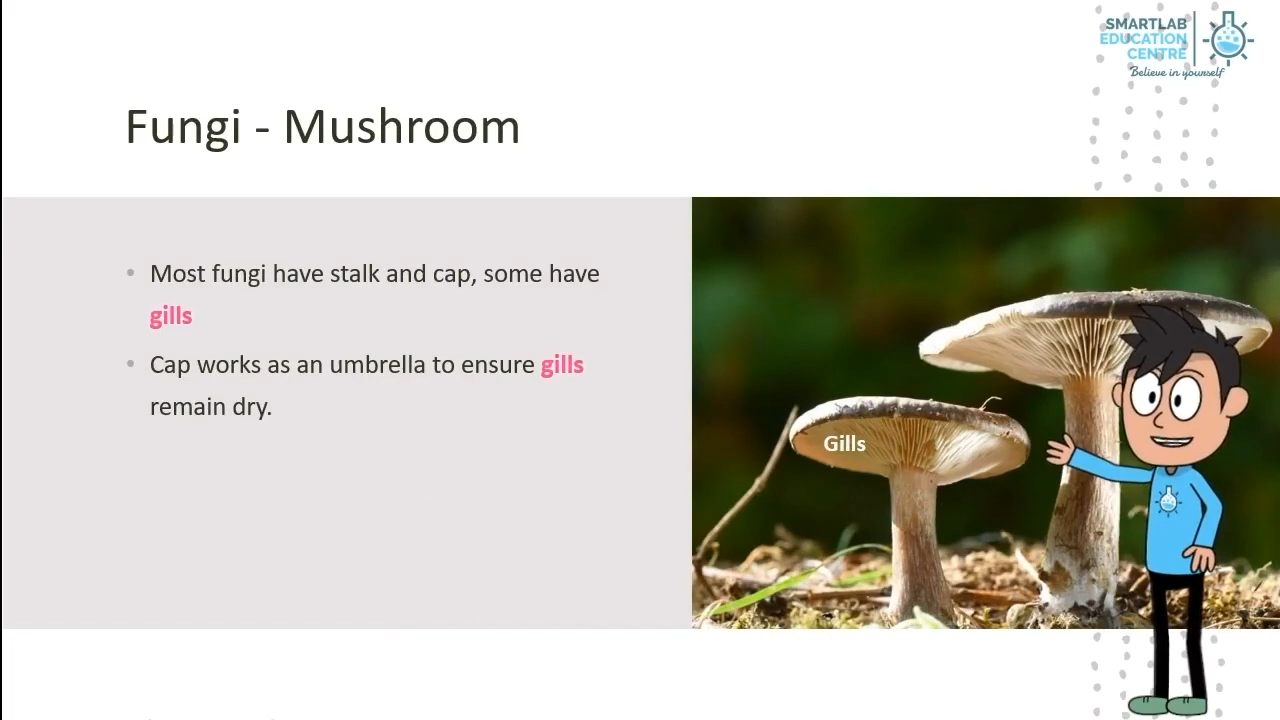 SMARTLAB
EDUCATION
CENTRE
Believe in yourself
Fungi - Mushroom
• Most fungi have stalk and cap, some have
gills
• Cap works as an umbrella to ensure gills
remain dry.
Gills